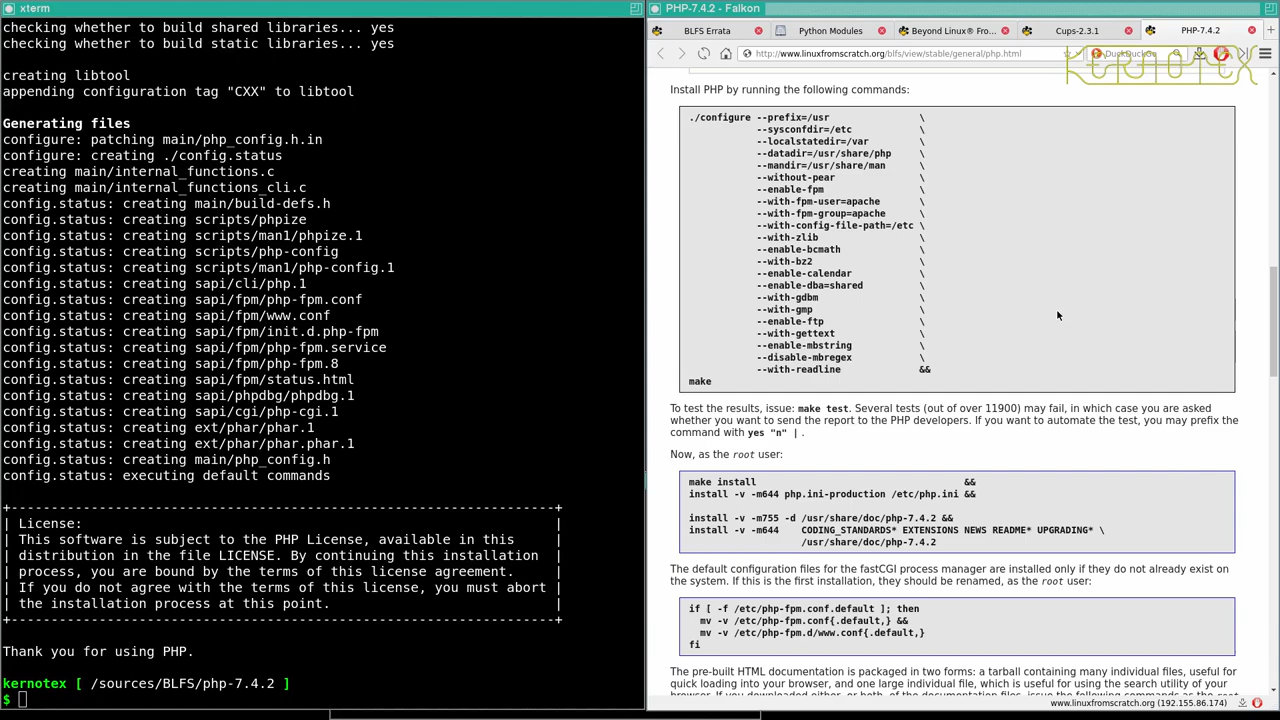 xterm
checking whether to build shared libraries... yes
checking whether to build static libraries... yes
creating libtool
appending configuration tag "CXX" to libtool
Generating files
configure: patching main/php_config.h.in
configure: creating ./config.status
creating main/internal_functions.c
creating main/internal_functions_cli.c
config.status: creating main/build-defs.h
config.status: creating scripts/phpize
config.status: creating scripts/man1/phpize.1
config.status: creating scripts/php-config
config.status: creating scripts/man1/php-config.1
config.status: creating sapi/cli/php.1
config.status: creating sapi/fpm/php-fpm.conf
config.status: creating sapi/fpm/www.conf
config.status: creating sapi/fpm/init.d.php-fpm
config.status: creating sapi/fpm/php-fpm.service
config.status: creating sapi/fpm/php-fpm.8
config.status: creating sapi/fpm/status.html
config.status: creating sapi/phpdbg/phpdbg.1
config.status: creating sapi/cgi/php-cgi.1
config.status: creating ext/phar/phar.1
config.status: creating ext/phar/phar.phar.1
config.status: creating main/php_config.h
config.status: executing default commands
+--------------------------------------------------------------------+
| License:                                                           |
| This software is subject to the PHP License, available in this     |
| distribution in the file LICENSE. By continuing this installation  |
| process, you are bound by the terms of this license agreement.     |
| If you do not agree with the terms of this license, you must abort |
| the installation process at this point.                            |
+--------------------------------------------------------------------+
Thank you for using PHP.
kernotex [ /sources/BLFS/php-7.4.2 ]
$
PHP-7.4.2 - Falkon
BLFS Errata
Python Modules
Beyond Linux® Fro...
Cups-2.3.1
PHP-7.4.2
http://www.linuxfromscratch.org/blfs/view/stable/general/php.html
DuckDuckGo
KERNOTEX
Install PHP by running the following commands:
./configure --prefix=/usr \
--sysconfdir=/etc \
--localstatedir=/var \
--datadir=/usr/share/php \
--mandir=/usr/share/man \
--without-pear \
--enable-fpm \
--with-fpm-user=apache \
--with-fpm-group=apache \
--with-config-file-path=/etc \
--with-zlib \
--enable-bcmath \
--with-bz2 \
--enable-calendar \
--enable-dba=shared \
--with-gdbm \
--with-gmp \
--enable-ftp \
--with-gettext \
--enable-mbstring \
--disable-mbregex \
--with-readline &&
make
To test the results, issue: make test. Several tests (out of over 11900) may fail, in which case you are asked
whether you want to send the report to the PHP developers. If you want to automate the test, you may prefix the
command with yes "n" | .
Now, as the root user:
make install &&
install -v -m644 php.ini-production /etc/php.ini &&
install -v -m755 -d /usr/share/doc/php-7.4.2 &&
install -v -m644 CODING_STANDARDS* EXTENSIONS NEWS README* UPGRADING* \
/usr/share/doc/php-7.4.2
The default configuration files for the fastCGI process manager are installed only if they do not already exist on
the system. If this is the first installation, they should be renamed, as the root user:
if [ -f /etc/php-fpm.conf.default ]; then
mv -v /etc/php-fpm.conf{.default,} &&
mv -v /etc/php-fpm.d/www.conf{.default,}
fi
The pre-built HTML documentation is packaged in two forms: a tarball containing many individual files, useful for
quick loading into your browser, and one large individual file, which is useful for using the search utility of your
browser. If you downloaded either, or both, of the documentation files, issue the following commands as the root
www.linuxfromscratch.org (192.155.86.174)